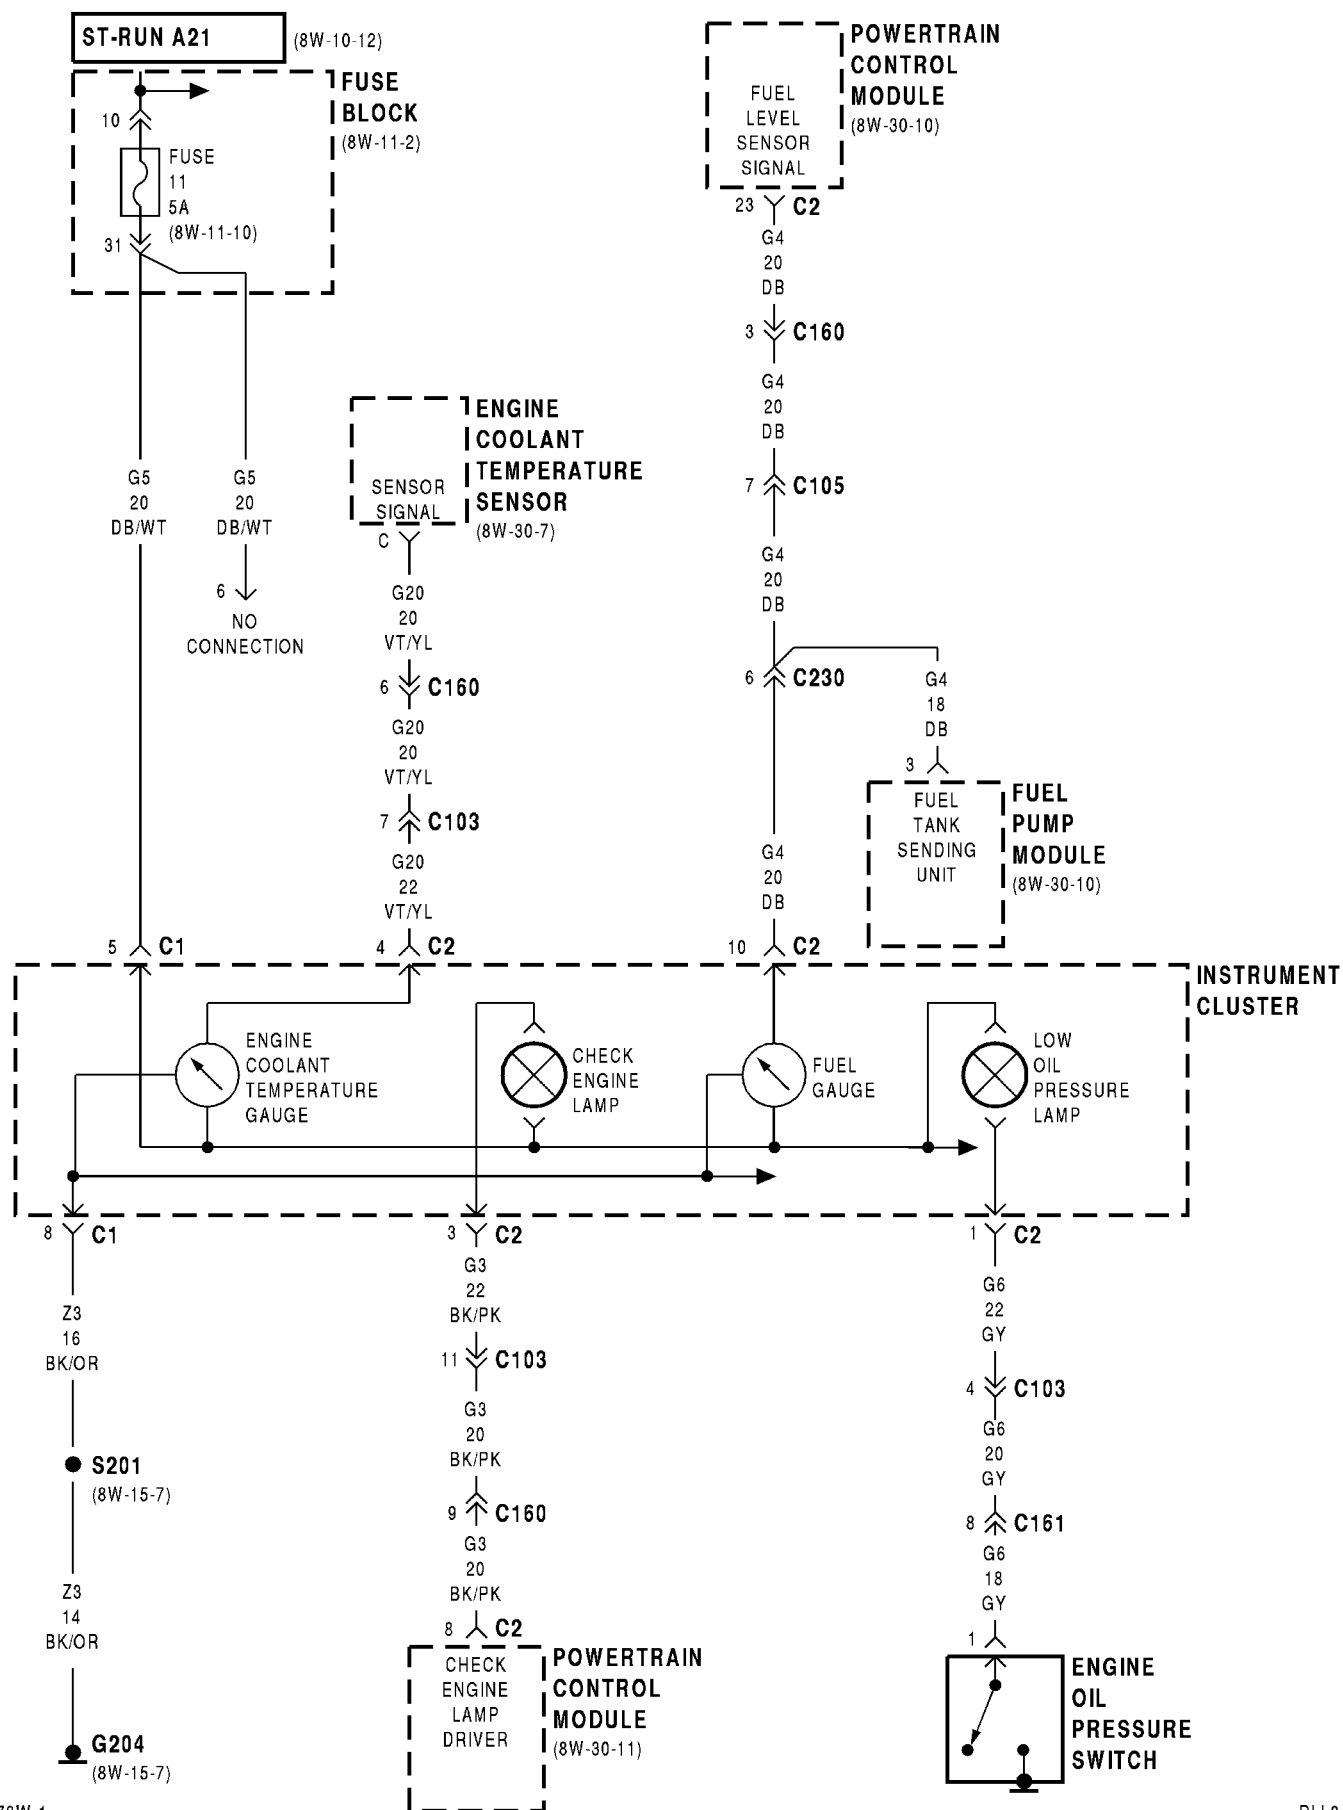 ST-RUN A21
(8W-10-12)
FUSE
BLOCK
(8W-11-2)
10
FUSE
11
5A
(8W-11-10)
31
G5
20
DB/WT
G5
20
DB/WT
6
NO
CONNECTION
5
C1
ENGINE
COOLANT
TEMPERATURE
SENSOR
(8W-30-7)
SENSOR
SIGNAL
C
G20
20
VT/YL
6
C160
G20
20
VT/YL
7
C103
G20
22
VT/YL
4
C2
POWERTRAIN
CONTROL
MODULE
(8W-30-10)
FUEL
LEVEL
SENSOR
SIGNAL
23
C2
G4
20
DB
3
C160
G4
20
DB
7
C105
G4
20
DB
6
C230
G4
18
DB
3
FUEL
TANK
SENDING
UNIT
FUEL
PUMP
MODULE
(8W-30-10)
G4
20
DB
10
C2
INSTRUMENT
CLUSTER
ENGINE
COOLANT
TEMPERATURE
GAUGE
CHECK
ENGINE
LAMP
FUEL
GAUGE
LOW
OIL
PRESSURE
LAMP
8
C1
Z3
16
BK/OR
S201
(8W-15-7)
Z3
14
BK/OR
G204
(8W-15-7)
3
C2
G3
22
BK/PK
11
C103
G3
20
BK/PK
9
C160
G3
20
BK/PK
8
C2
CHECK
ENGINE
LAMP
DRIVER
POWERTRAIN
CONTROL
MODULE
(8W-30-11)
1
C2
G6
22
GY
4
C103
G6
20
GY
8
C161
G6
18
GY
1
ENGINE
OIL
PRESSURE
SWITCH